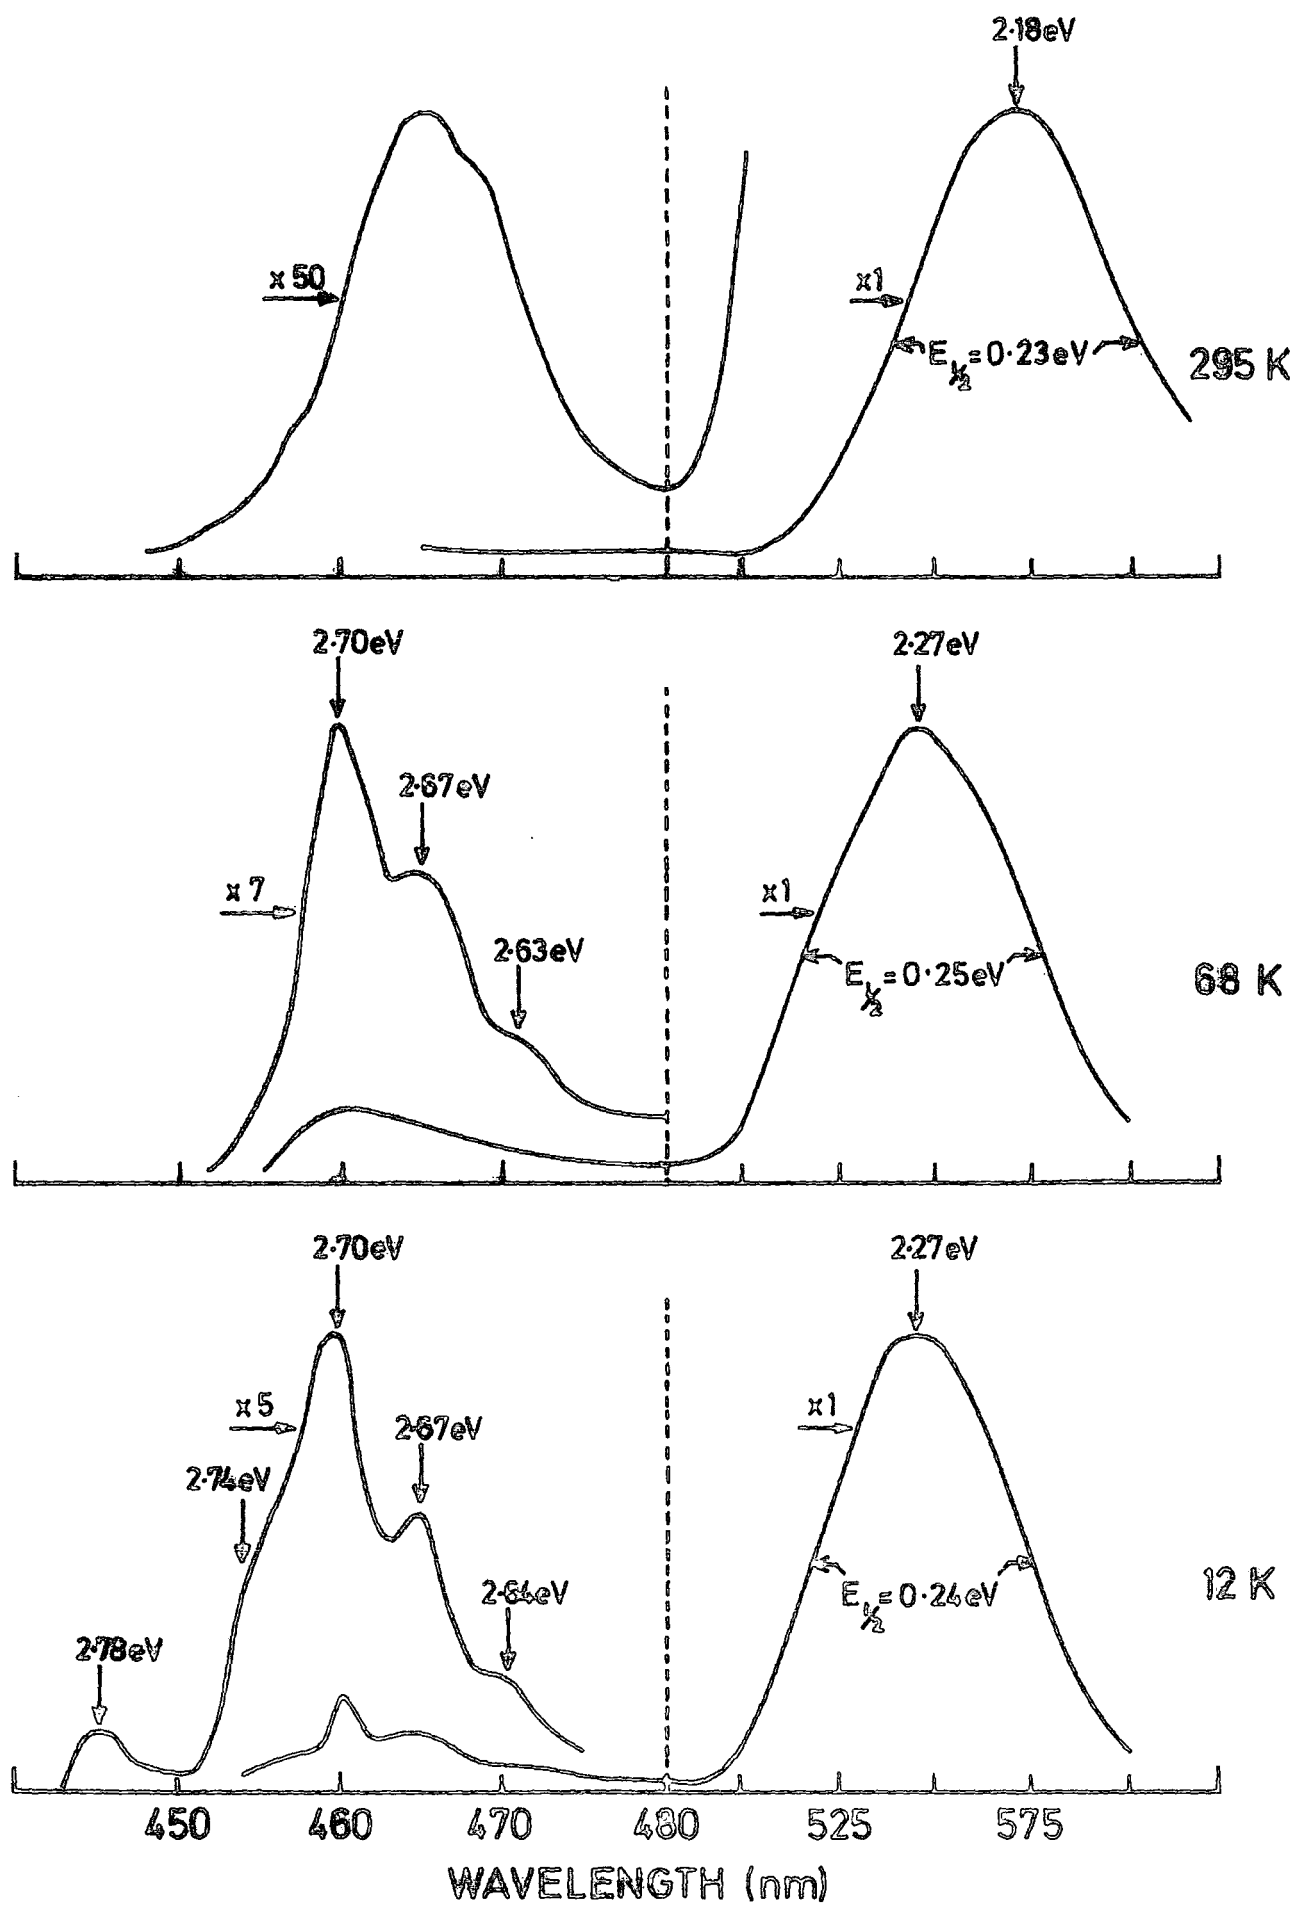 2·18eV
x 50
x1
E½=0·23eV
295 K
2·70eV
2·27eV
2·67eV
x 7
x1
2·63eV
E½=0·25eV
68 K
2·70eV
2·27eV
x 5
x1
2·67eV
2·74eV
E½=0·24eV
12 K
2·64eV
2·78eV
450 460 470 480 525 575
WAVELENGTH (nm)